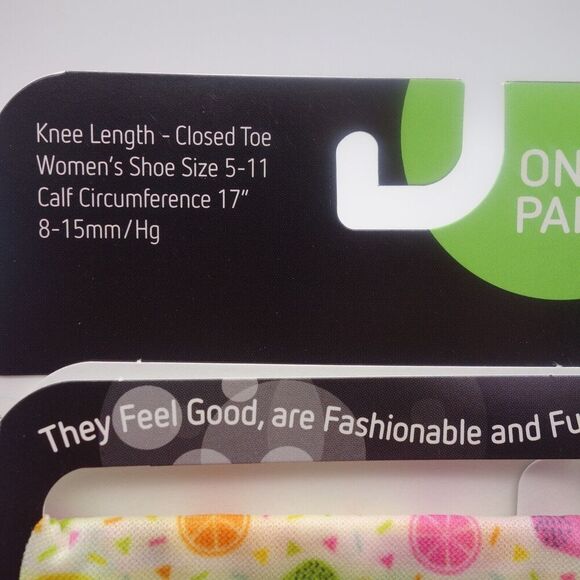 Knee Length - Closed Toe
Women's Shoe Size 5-11
Calf Circumference 17"
8-15mm/Hg
They Feel Good, are Fashionable and